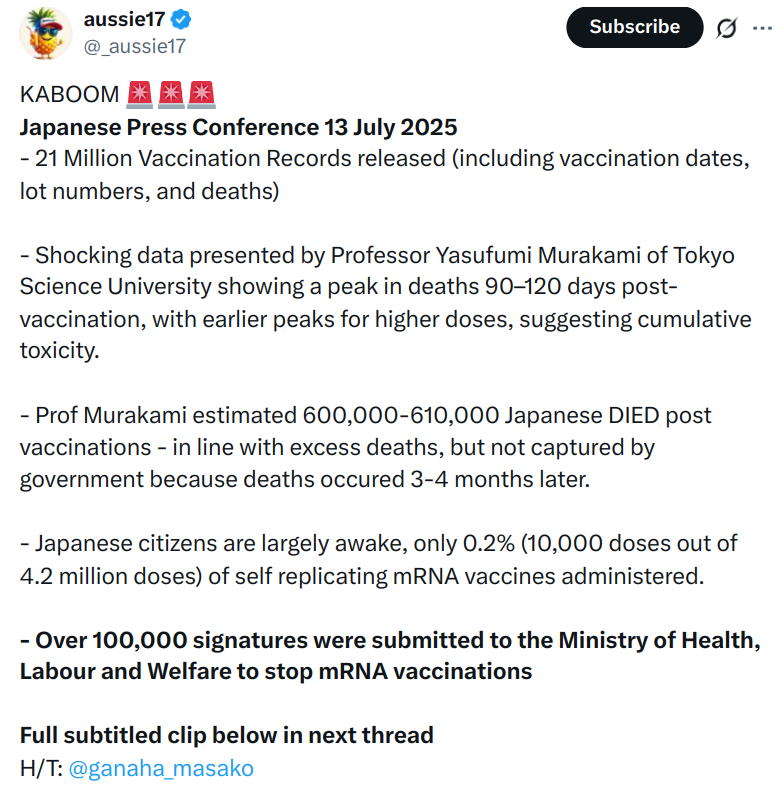 aussie17
@_aussie17
Subscribe
KABOOM 🚨🚨🚨
Japanese Press Conference 13 July 2025
- 21 Million Vaccination Records released (including vaccination dates,
lot numbers, and deaths)
- Shocking data presented by Professor Yasufumi Murakami of Tokyo
Science University showing a peak in deaths 90–120 days post-
vaccination, with earlier peaks for higher doses, suggesting cumulative
toxicity.
- Prof Murakami estimated 600,000-610,000 Japanese DIED post
vaccinations - in line with excess deaths, but not captured by
government because deaths occured 3-4 months later.
- Japanese citizens are largely awake, only 0.2% (10,000 doses out of
4.2 million doses) of self replicating mRNA vaccines administered.
- Over 100,000 signatures were submitted to the Ministry of Health,
Labour and Welfare to stop mRNA vaccinations
Full subtitled clip below in next thread
H/T: @ganaha_masako